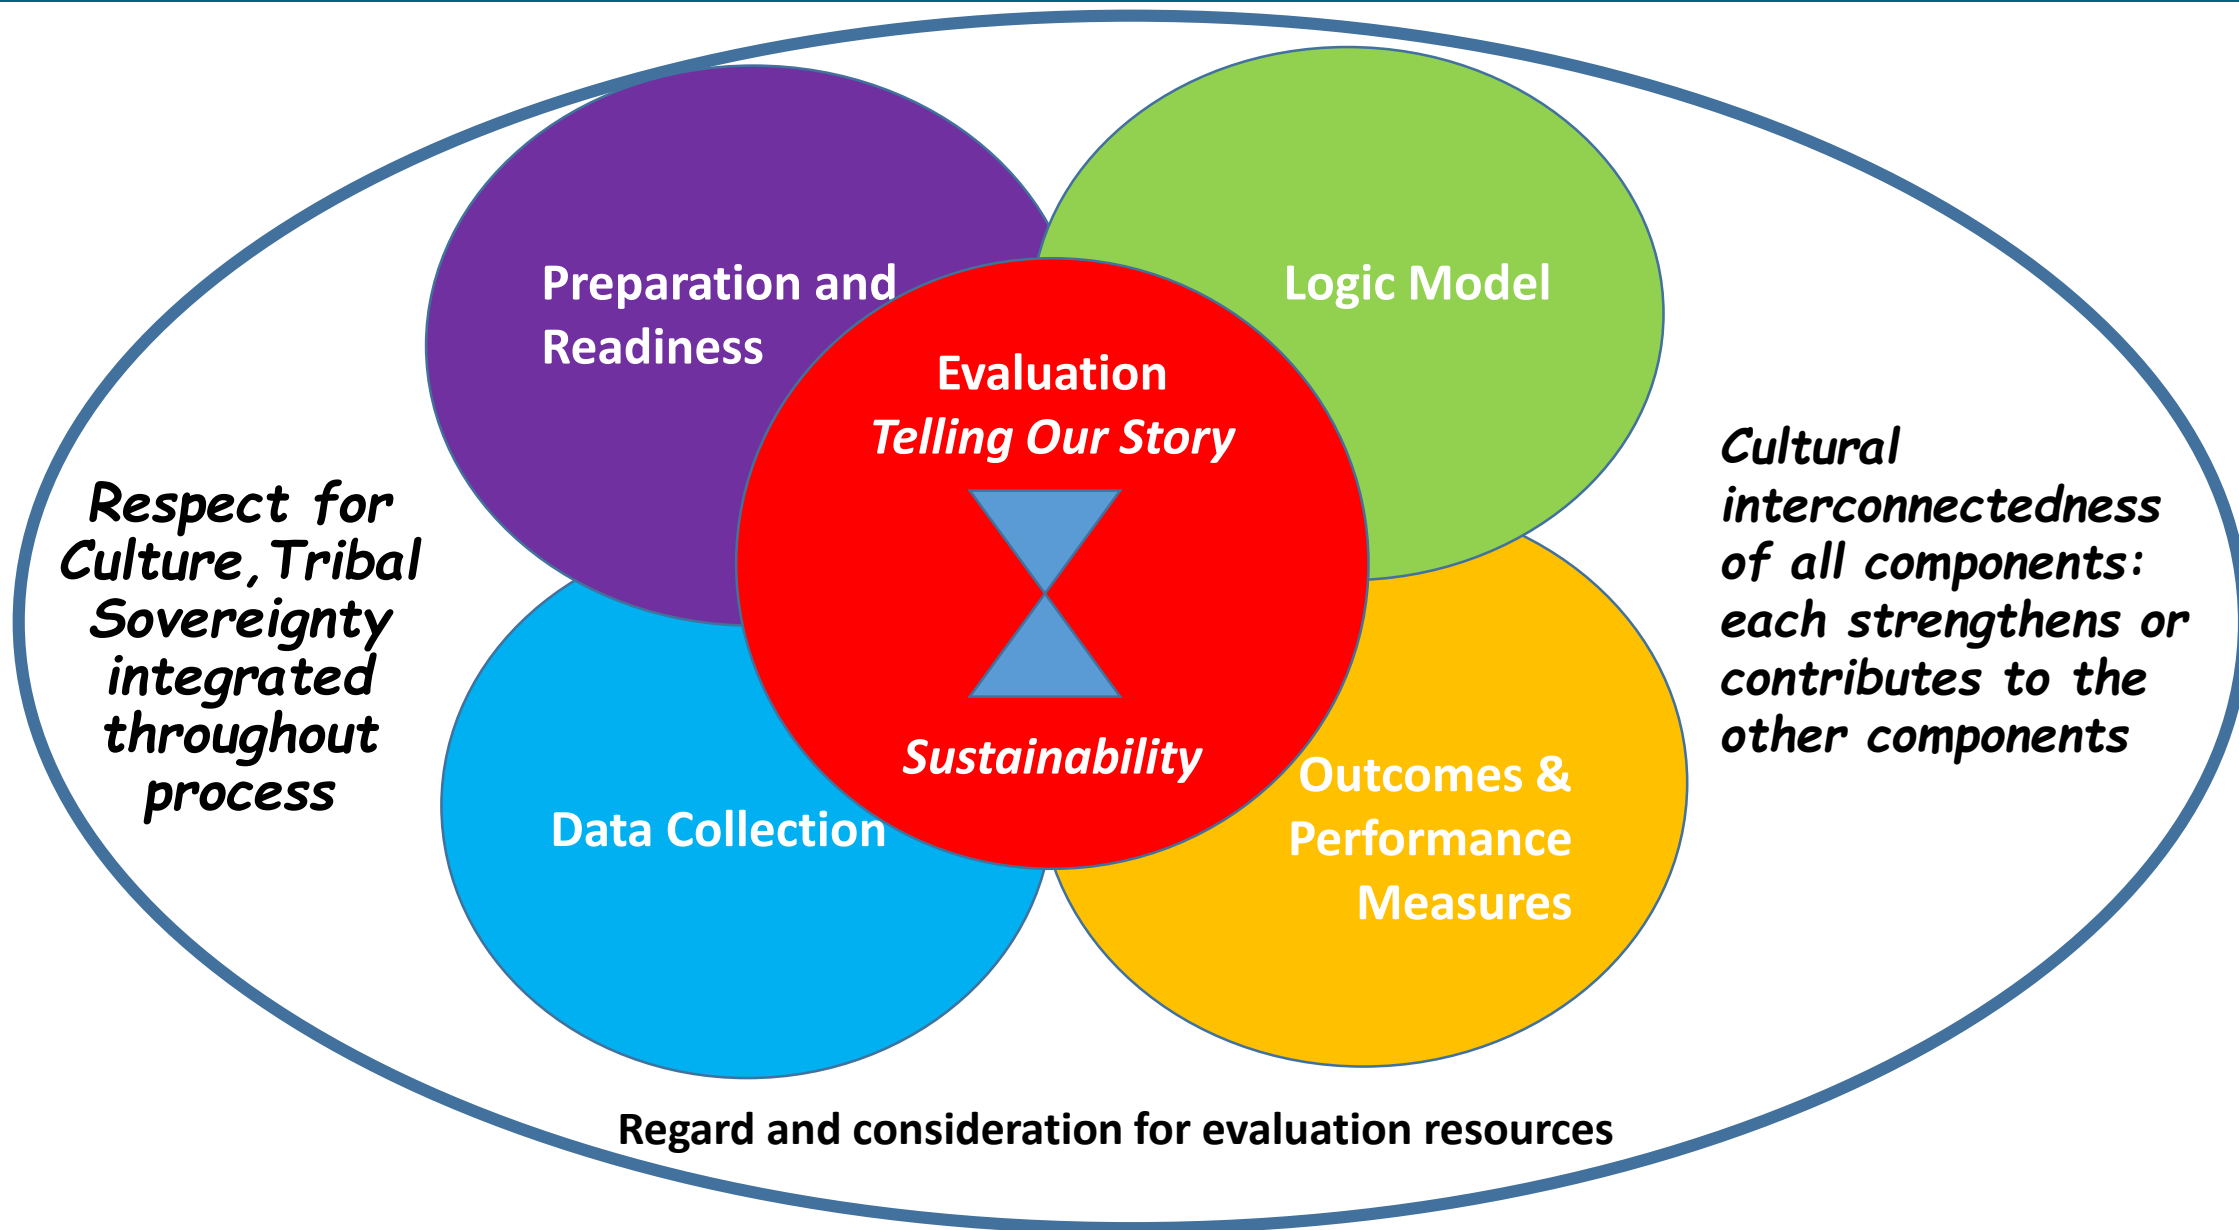 Preparation and
Readiness
Logic Model
Evaluation
Telling Our Story
Sustainability
Respect for
Culture, Tribal
Sovereignty
integrated
throughout
process
Cultural
interconnectedness
of all components:
each strengthens or
contributes to the
other components
Data Collection
Outcomes &
Performance
Measures
Regard and consideration for evaluation resources